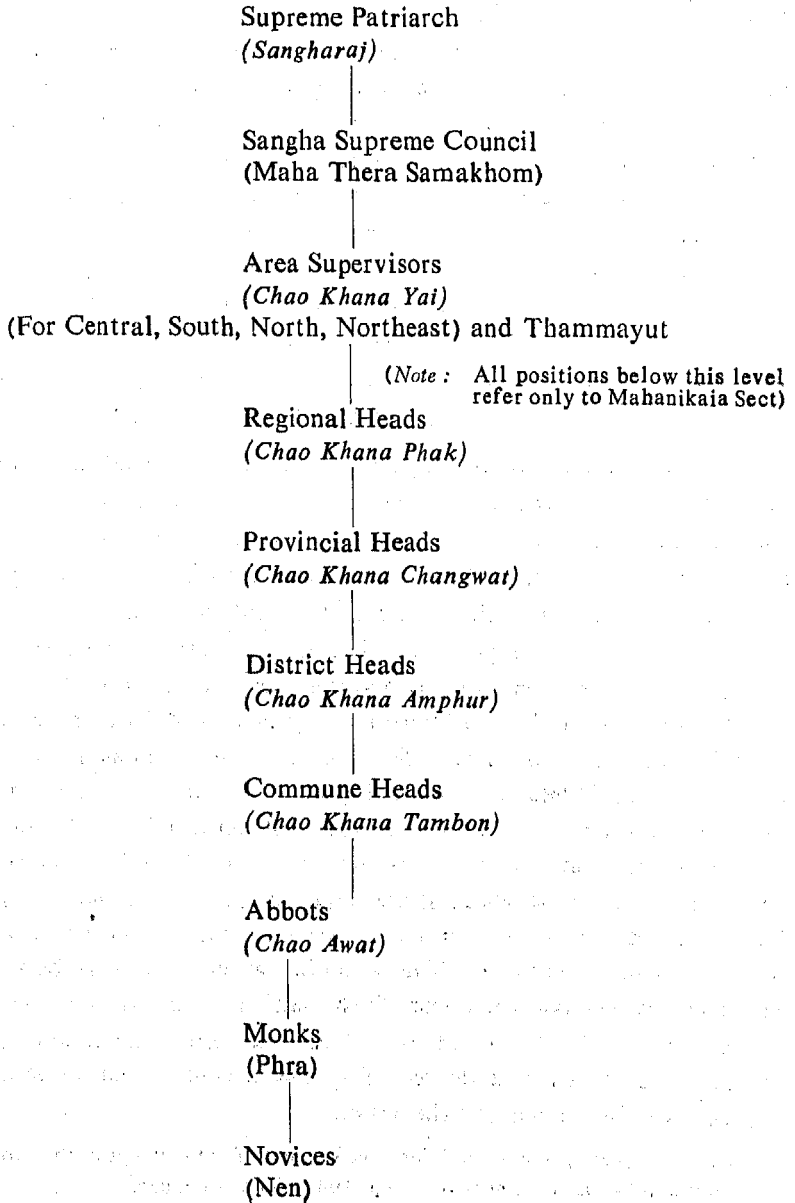 Supreme Patriarch
(Sangharaj)
Sangha Supreme Council
(Maha Thera Samakhom)
Area Supervisors
(Chao Khana Yai)
(For Central, South, North, Northeast) and Thammayut
(Note : All positions below this level
refer only to Mahanikaia Sect)
Regional Heads
(Chao Khana Phak)
Provincial Heads
(Chao Khana Changwat)
District Heads
(Chao Khana Amphur)
Commune Heads
(Chao Khana Tambon)
Abbots
(Chao Awat)
Monks
(Phra)
Novices
(Nen)